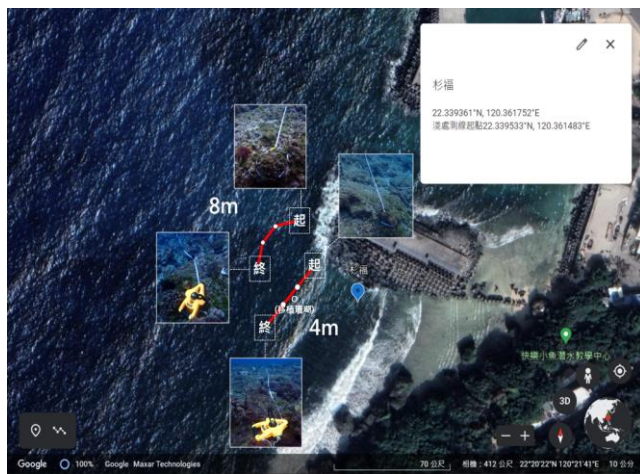 杉福
22.339361°N, 120.361752°E
淺處測線起點22.339533°N, 120.361483°E
8m
起
終
起
杉福
(移植珊瑚)
終
4m
快樂小魚潛水教學中心
3D
Google
100%
Google Maxar Technologies
70 公尺
相機：412 公尺
22°20'22"N 120°21'41"E
10 公分